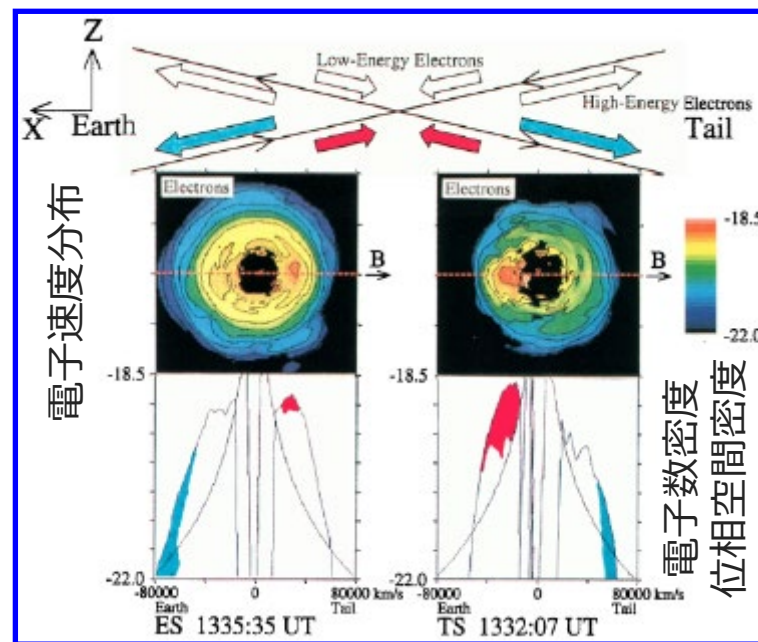 Z
Low-Energy Electrons
High-Energy Electrons
X Earth
Tail
電子速度分布
Electrons
Electrons
B
B
-18.5
-22.0
-18.5
-18.5
-22.0
-22.0
80000 0 80000 km/s
Earth Tail
80000 0 80000 km/s
Earth Tail
ES 1335:35 UT
TS 1332:07 UT
電子数密度
位相空間密度